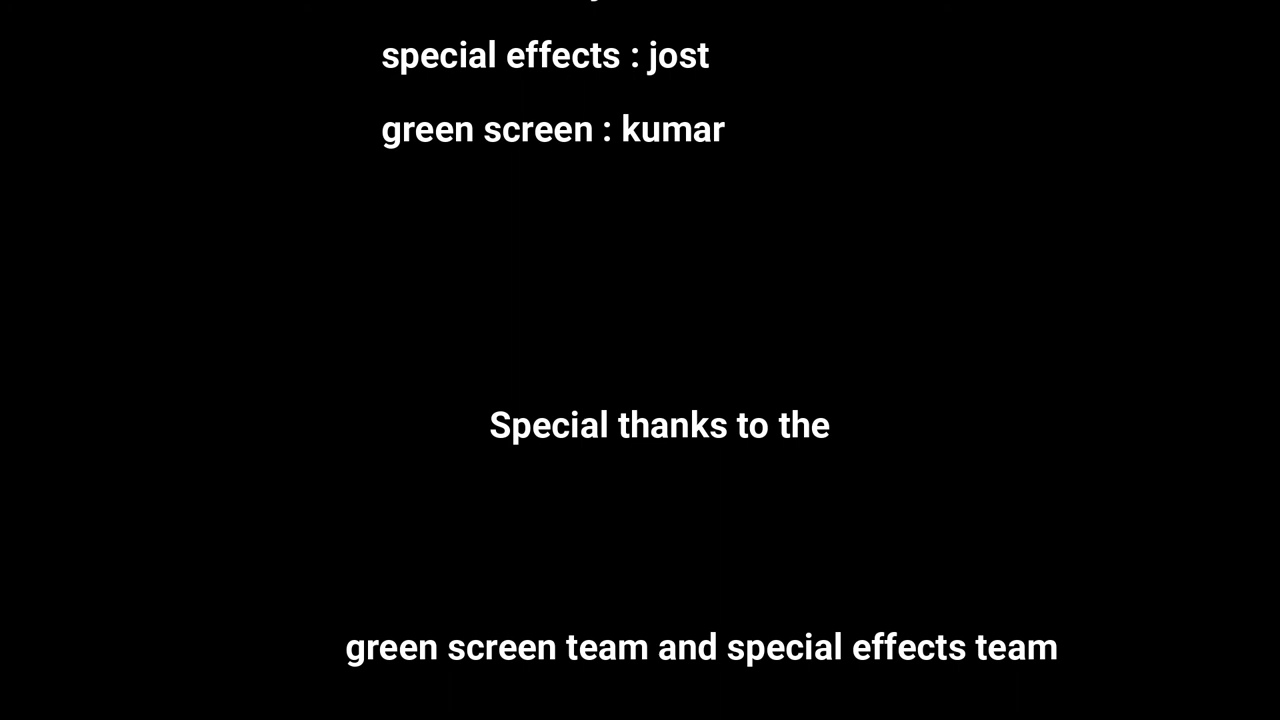 special effects : jost
green screen : kumar
Special thanks to the
green screen team and special effects team